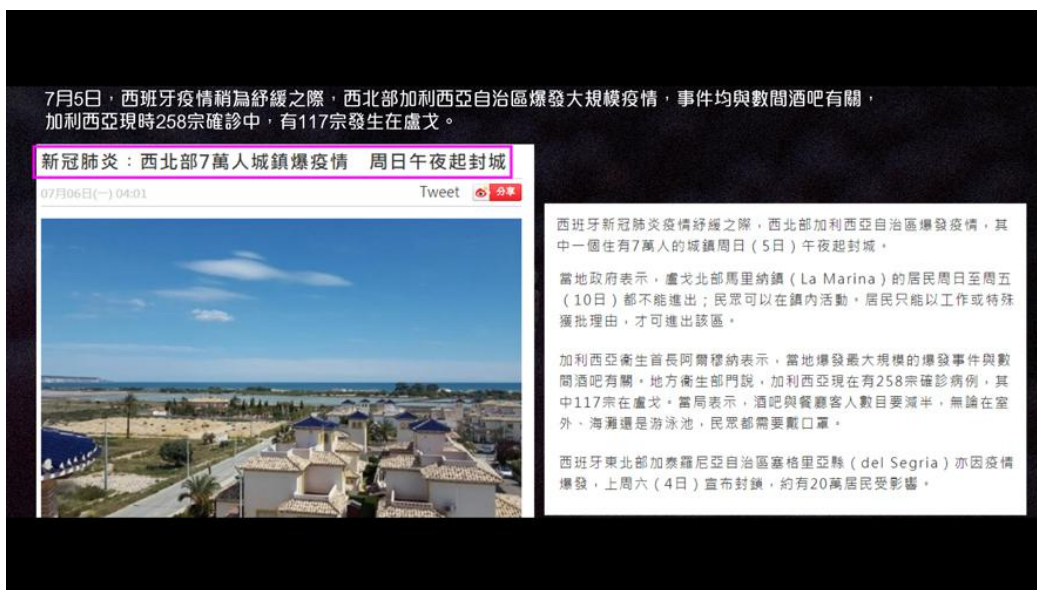 7月5日，西班牙疫情稍為紓緩之際，西北部加利西亞自治區爆發大規模疫情，事件均與數間酒吧有關，
加利西亞現時258宗確診中，有117宗發生在盧戈。
新冠肺炎：西北部7萬人城鎮爆疫情　周日午夜起封城
07月06日(一) 04:01
Tweet
分享
西班牙新冠肺炎疫情紓緩之際，西北部加利西亞自治區爆發疫情，其
中一個住有7萬人的城鎮周日（5日）午夜起封城。
當地政府表示，盧戈北部馬里納鎮（La Marina）的居民周日至周五
（10日）都不能進出；民眾可以在鎮內活動。居民只能以工作或特殊
獲批理由，才可進出該區。
加利西亞衞生首長阿爾穆納表示，當地爆發最大規模的爆發事件與數
間酒吧有關。地方衞生部門說，加利西亞現在有258宗確診病例，其
中117宗在盧戈。當局表示，酒吧與餐廳客人數目要減半，無論在室
外、海灘還是游泳池，民眾都需要戴口罩。
西班牙東北部加泰羅尼亞自治區塞格里亞縣（del Segria）亦因疫情
爆發，上周六（4日）宣布封鎖，約有20萬居民受影響。